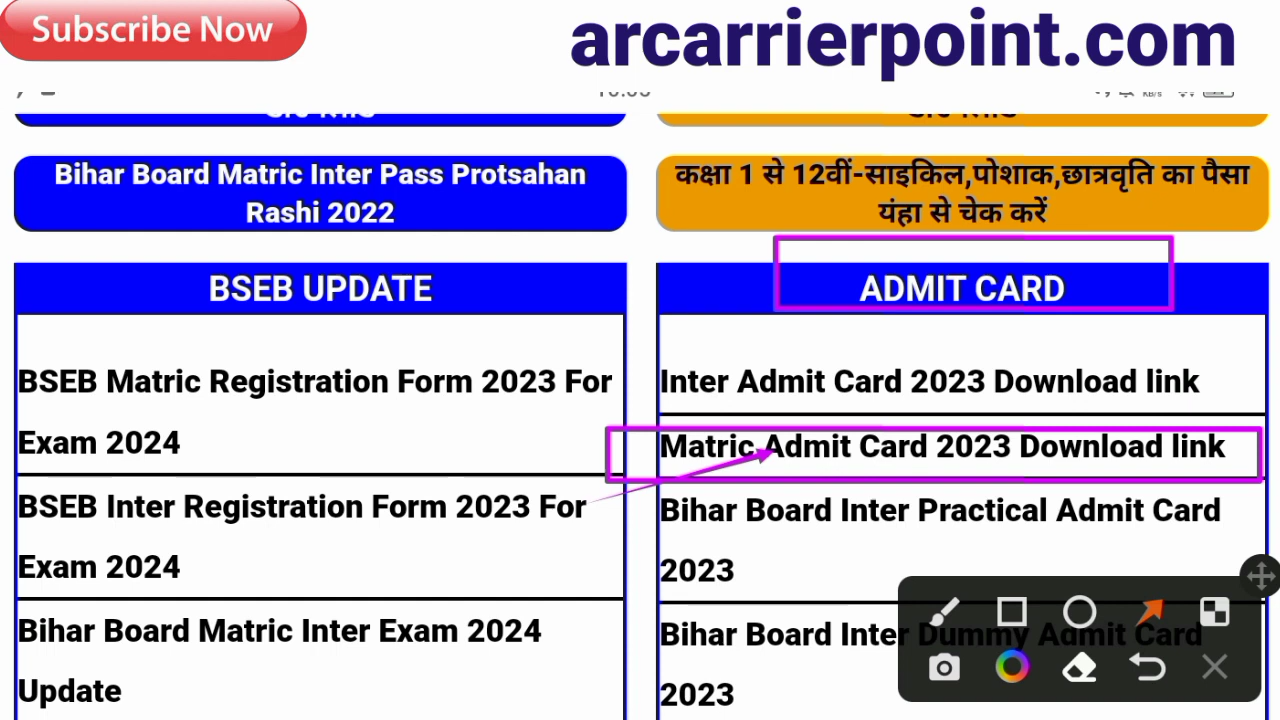 Subscribe Now
arcarrierpoint.com
Bihar Board Matric Inter Pass Protsahan
Rashi 2022
कक्षा 1 से 12वीं-साइकिल,पोशाक,छात्रवृति का पैसा
यंहा से चेक करें
BSEB UPDATE
BSEB Matric Registration Form 2023 For
Exam 2024
BSEB Inter Registration Form 2023 For
Exam 2024
Bihar Board Matric Inter Exam 2024
Update
ADMIT CARD
Inter Admit Card 2023 Download link
Matric Admit Card 2023 Download link
Bihar Board Inter Practical Admit Card
2023
Bihar Board Inter Dummy Admit Card
2023